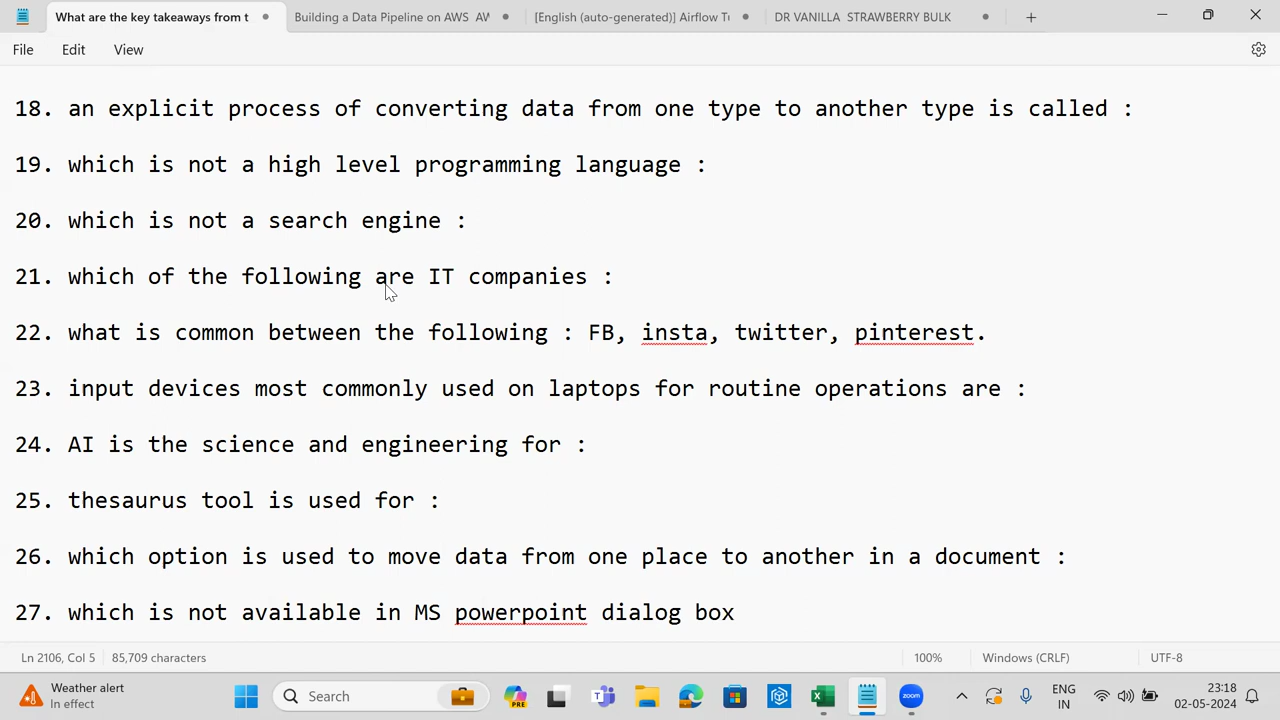 What are the key takeaways from t
Building a Data Pipeline on AWS AW
[English (auto-generated)] Airflow Tu
DR VANILLA STRAWBERRY BULK
File Edit View
18. an explicit process of converting data from one type to another type is called :
19. which is not a high level programming language :
20. which is not a search engine :
21. which of the following are IT companies :
22. what is common between the following : FB, insta, twitter, pinterest.
23. input devices most commonly used on laptops for routine operations are :
24. AI is the science and engineering for :
25. thesaurus tool is used for :
26. which option is used to move data from one place to another in a document :
27. which is not available in MS powerpoint dialog box
Ln 2106, Col 5 85,709 characters 100% Windows (CRLF) UTF-8
Weather alert
In effect
Search
PRE
zoom
ENG
IN
23:18
02-05-2024